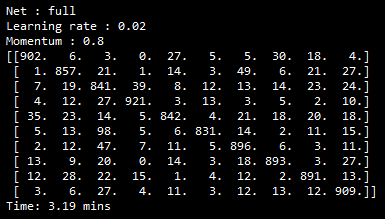 Net : full
Learning rate : 0.02
Momentum : 0.8
[[902. 6. 3. 0. 27. 5. 5. 30. 18. 4.]
[ 1. 857. 21. 1. 14. 3. 49. 6. 21. 27.]
[ 7. 19. 841. 39. 8. 12. 13. 14. 23. 24.]
[ 4. 12. 27. 921. 3. 13. 3. 5. 2. 10.]
[ 35. 23. 14. 5. 842. 4. 21. 18. 20. 18.]
[ 5. 13. 98. 5. 6. 831. 14. 2. 11. 15.]
[ 2. 12. 47. 7. 11. 5. 896. 6. 3. 11.]
[ 13. 9. 20. 0. 14. 3. 18. 893. 3. 27.]
[ 12. 28. 22. 15. 1. 4. 12. 2. 891. 13.]
[ 3. 6. 27. 4. 11. 3. 12. 13. 12. 909.]]
Time: 3.19 mins